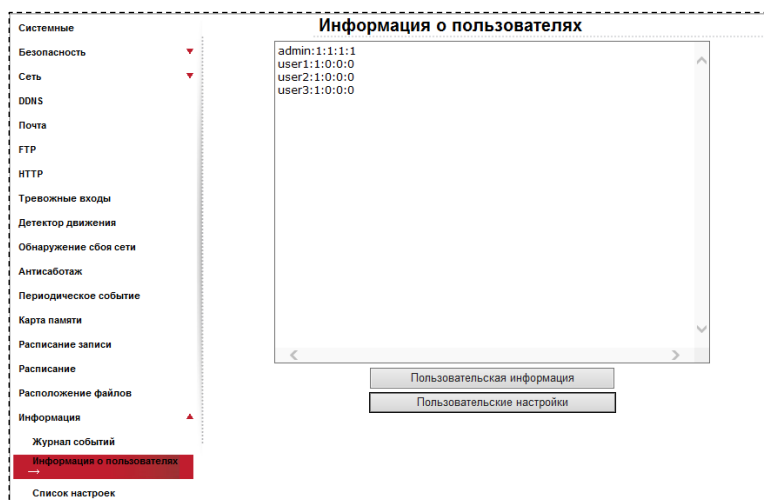 Информация о пользователях
Системные
Безопасность
Сеть
DDNS
Почта
FTP
HTTP
Тревожные входы
Детектор движения
Обнаружение сбоя сети
Антисаботаж
Периодическое событие
Карта памяти
Расписание записи
Расписание
Расположение файлов
Информация
Журнал событий
Информация о пользователях
→
Список настроек
admin:1:1:1:1
user1:1:0:0:0
user2:1:0:0:0
user3:1:0:0:0
Пользовательская информация
Пользовательские настройки